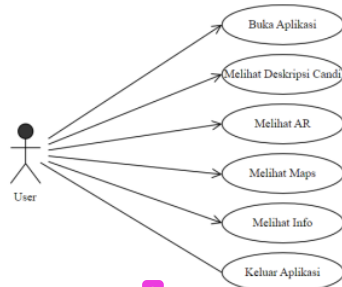 Buka Aplikasi
Melihat Deskripsi Candi
Melihat AR
User
Melihat Maps
Melihat Info
Keluar Aplikasi